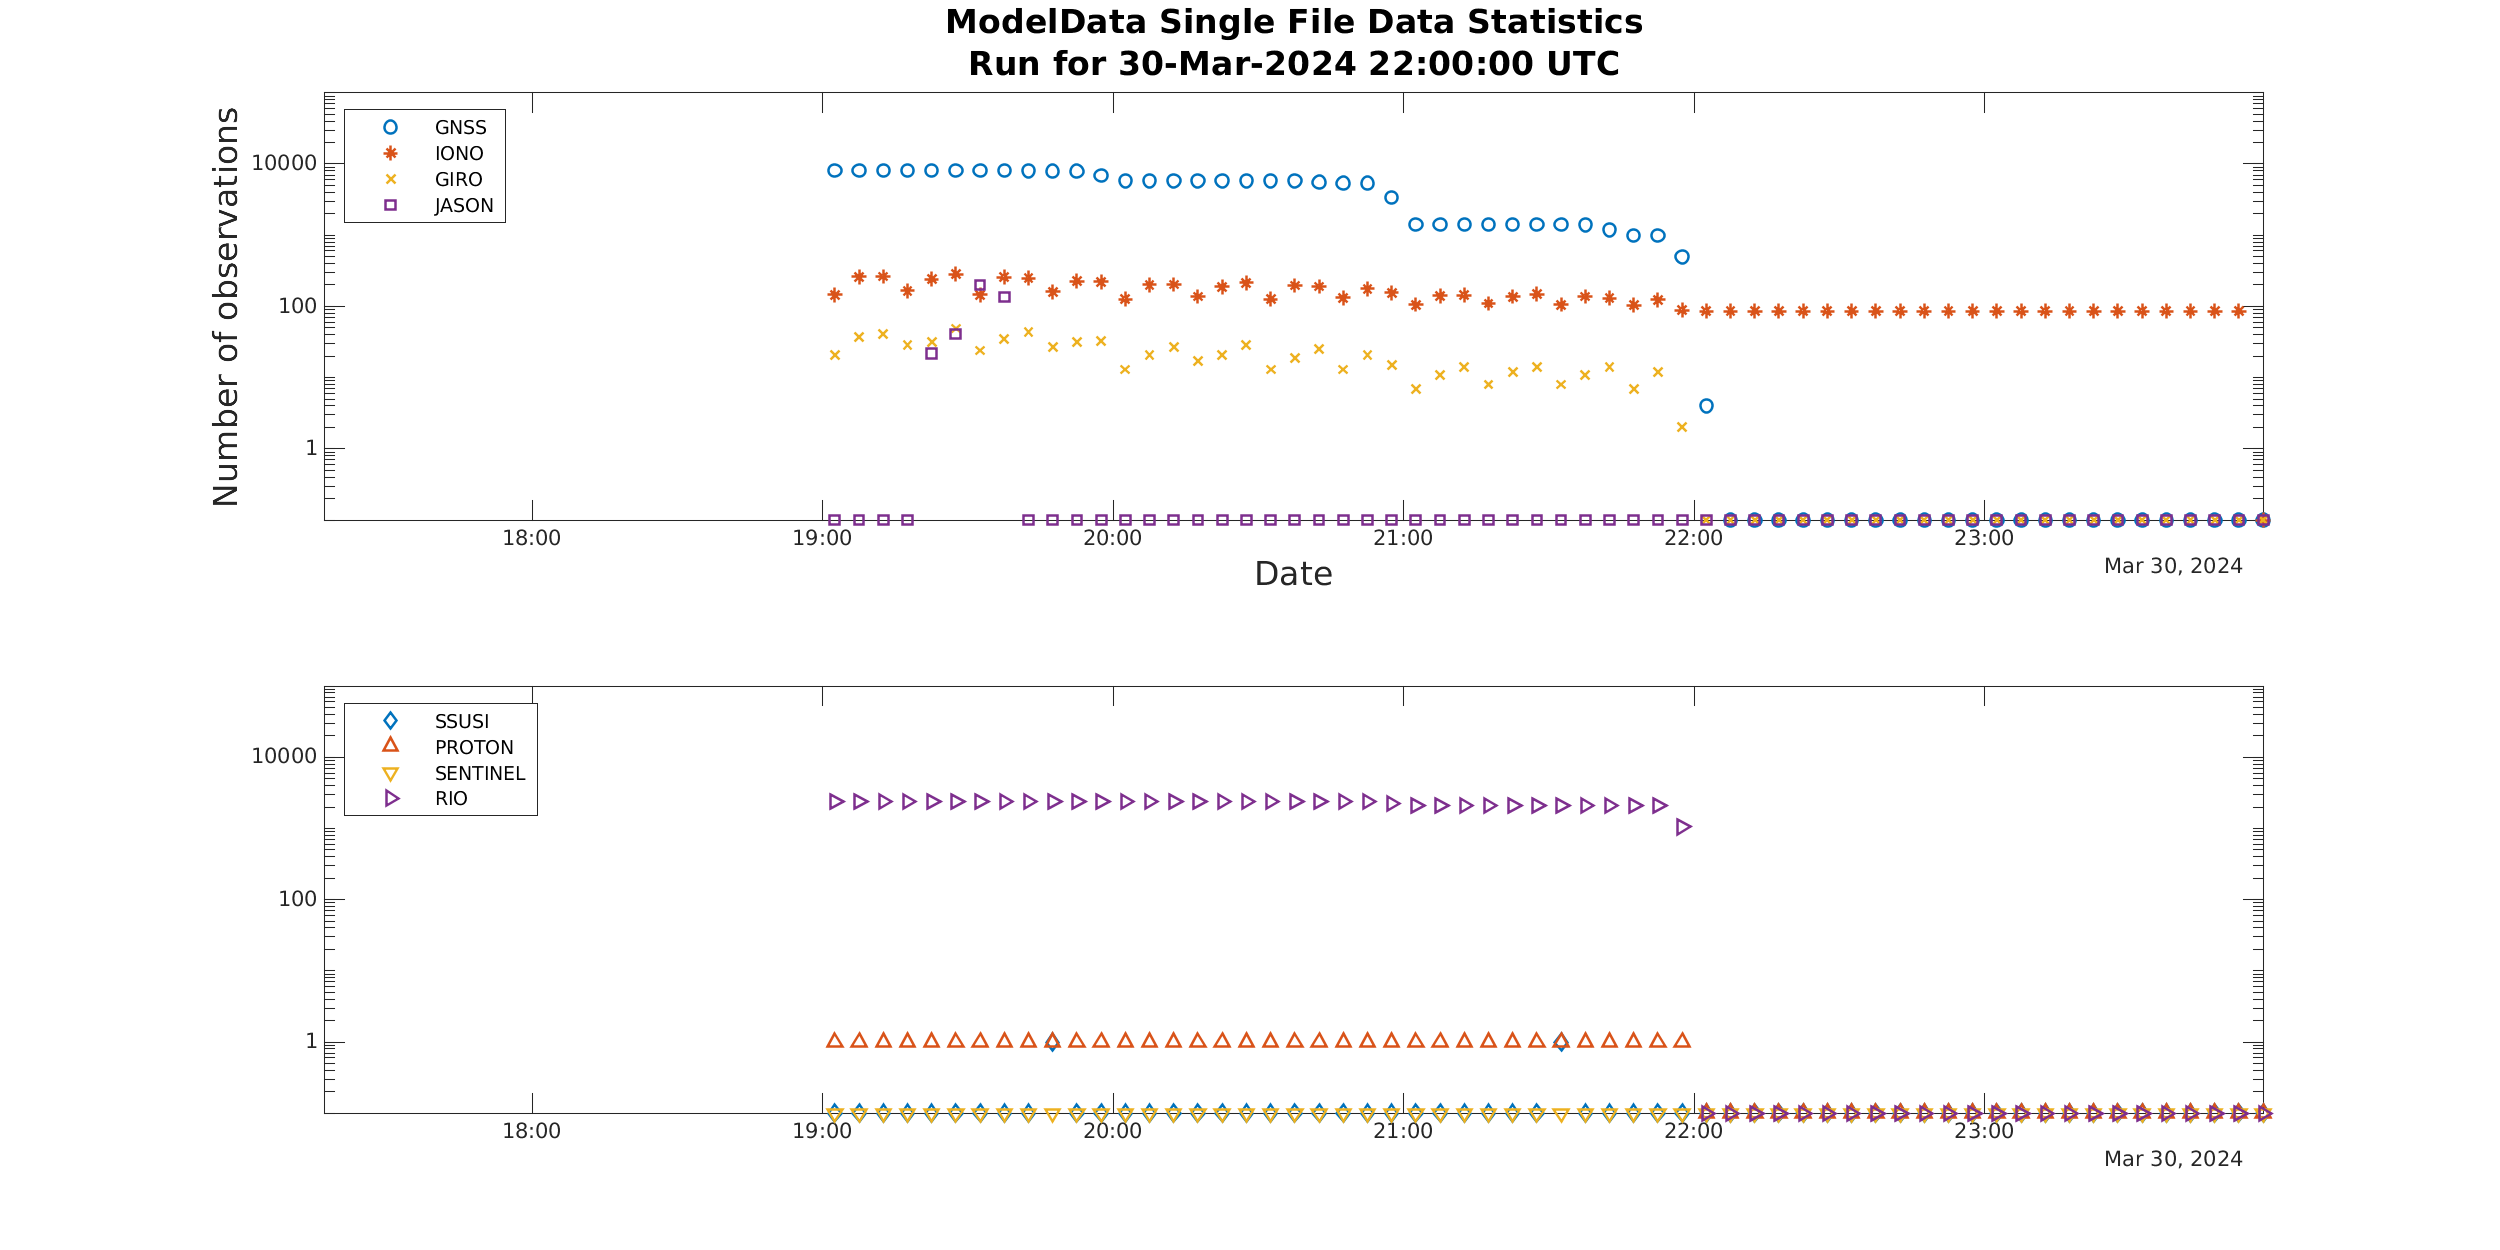 ModelData Single File Data Statistics
Run for 30-Mar-2024 22:00:00 UTC
Number of observations
10000
100
1
GNSS
IONO
GIRO
JASON
18:00 19:00 20:00 21:00 22:00 23:00
Date
Mar 30, 2024
10000
100
1
SSUSI
PROTON
SENTINEL
RIO
18:00 19:00 20:00 21:00 22:00 23:00
Mar 30, 2024